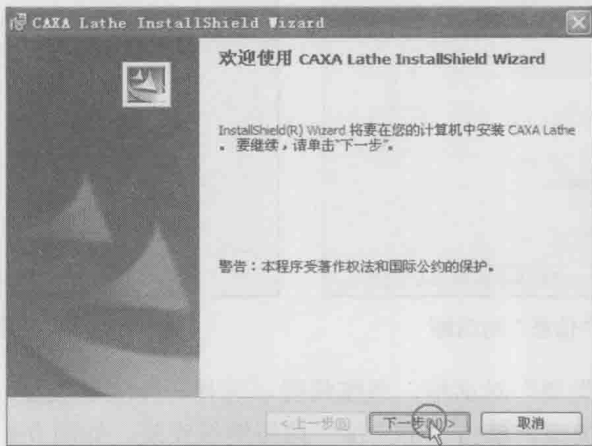 CAXA Lathe InstallShield Wizard
欢迎使用 CAXA Lathe InstallShield Wizard
InstallShield(R) Wizard 将要在您的计算机中安装 CAXA Lathe
。要继续，请单击“下一步”。
警告：本程序受著作权法和国际公约的保护。
<上一步(B) 下一步(N)> 取消